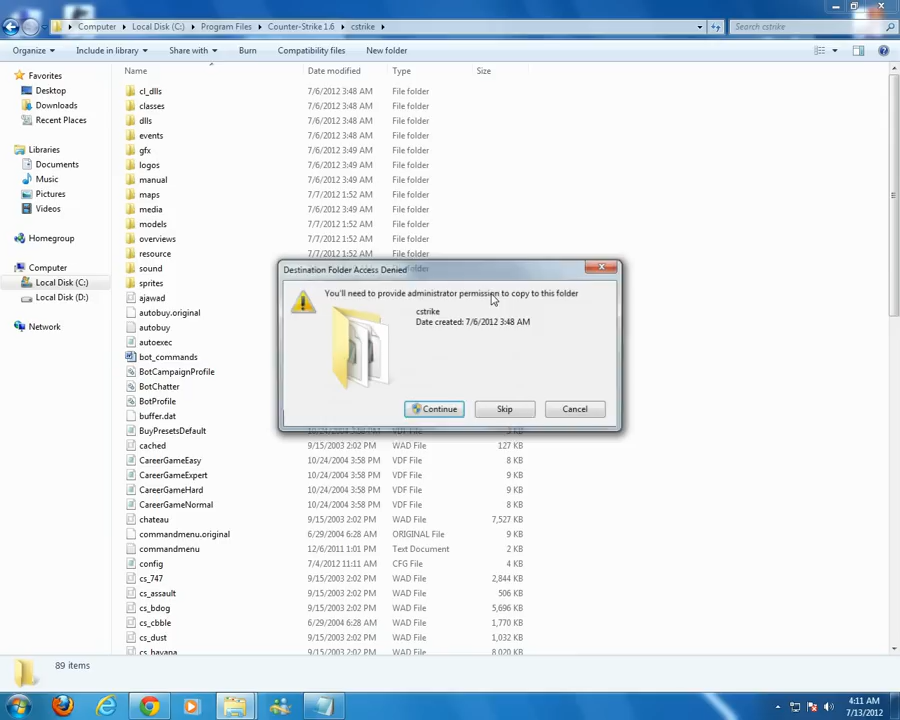 Computer ▸ Local Disk (C:) ▸ Program Files ▸ Counter-Strike 1.6 ▸ cstrike
Search cstrike
Organize Include in library Share with Burn Compatibility files New folder
Name Date modified Type Size
Favorites
Desktop
Downloads
Recent Places
Libraries
Documents
Music
Pictures
Videos
Homegroup
Computer
Local Disk (C:)
Local Disk (D:)
Network
cl_dlls 7/6/2012 3:48 AM File folder
classes 7/6/2012 3:48 AM File folder
dlls 7/6/2012 3:48 AM File folder
events 7/6/2012 3:48 AM File folder
gfx 7/6/2012 3:48 AM File folder
logos 7/6/2012 3:48 AM File folder
manual 7/6/2012 3:49 AM File folder
maps 7/7/2012 1:52 AM File folder
media 7/6/2012 3:49 AM File folder
models 7/7/2012 1:52 AM File folder
overviews 7/7/2012 1:52 AM File folder
resource 7/7/2012 1:52 AM File folder
sound File folder
sprites
ajawad
autobuy.original
autobuy
autoexec
bot_commands
BotCampaignProfile
BotChatter
BotProfile
buffer.dat
BuyPresetsDefault
cached 9/15/2003 2:02 PM WAD File 127 KB
CareerGameEasy 10/24/2004 3:58 PM VDF File 8 KB
CareerGameExpert 10/24/2004 3:58 PM VDF File 9 KB
CareerGameHard 10/24/2004 3:58 PM VDF File 9 KB
CareerGameNormal 10/24/2004 3:58 PM VDF File 8 KB
chateau 9/15/2003 2:02 PM WAD File 7,527 KB
commandmenu.original 6/29/2004 6:28 AM ORIGINAL File 2 KB
commandmenu 12/6/2011 1:01 PM Text Document 2 KB
config 7/4/2012 11:11 AM CFG File 4 KB
cs_747 9/15/2003 2:02 PM WAD File 2,844 KB
cs_assault 9/15/2003 2:02 PM WAD File 506 KB
cs_bdog 9/15/2003 2:02 PM WAD File 5,696 KB
cs_cbble 6/29/2004 6:28 AM WAD File 1,770 KB
cs_dust 9/15/2003 2:02 PM WAD File 1,032 KB
cs_havana 9/15/2003 2:02 PM WAD File 8,020 KB
Destination Folder Access Denied
You'll need to provide administrator permission to copy to this folder
cstrike
Date created: 7/6/2012 3:48 AM
Continue Skip Cancel
89 items
4:11 AM
7/13/2012